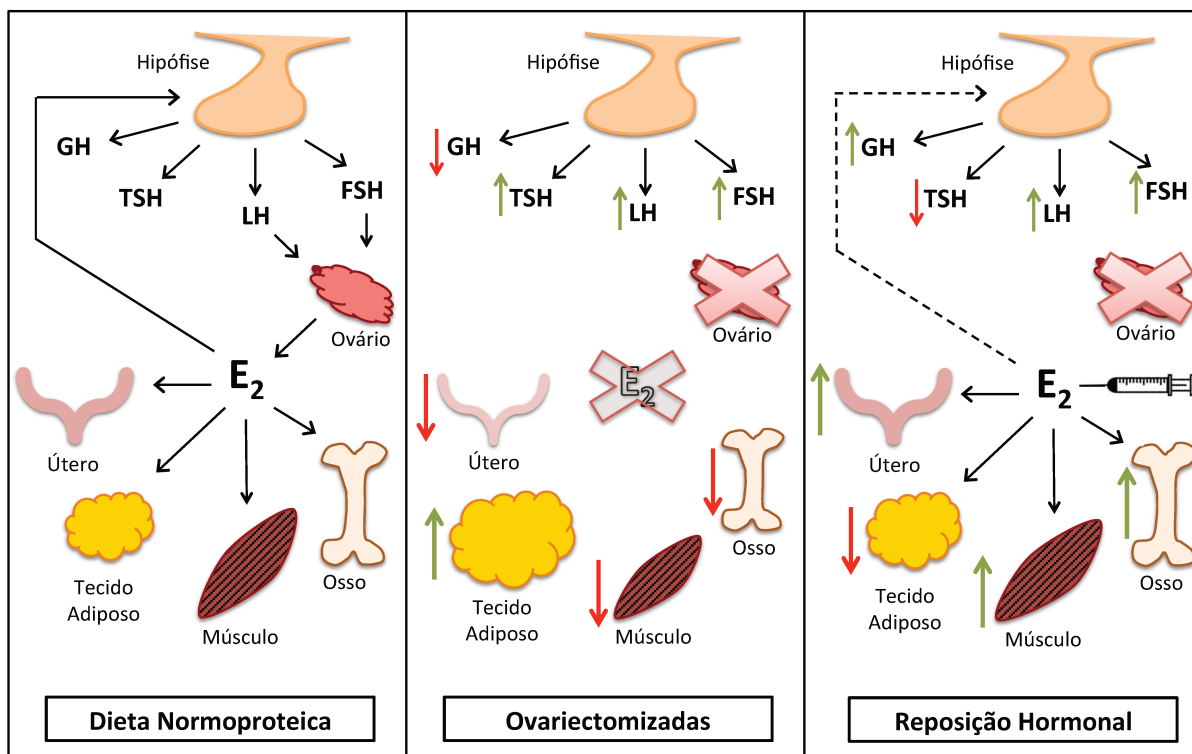 Hipófise
GH
TSH
LH
FSH
Ovário
E2
Útero
Tecido
Adiposo
Músculo
Osso
Dieta Normoproteica
Hipófise
GH
TSH
LH
FSH
Ovário
E2
Útero
Osso
Tecido
Adiposo
Músculo
Ovariectomizadas
Hipófise
GH
TSH
LH
FSH
Ovário
E2
Útero
Osso
Tecido
Adiposo
Músculo
Reposição Hormonal